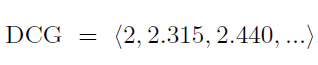 DCG = ⟨2, 2.315, 2.440, ...⟩